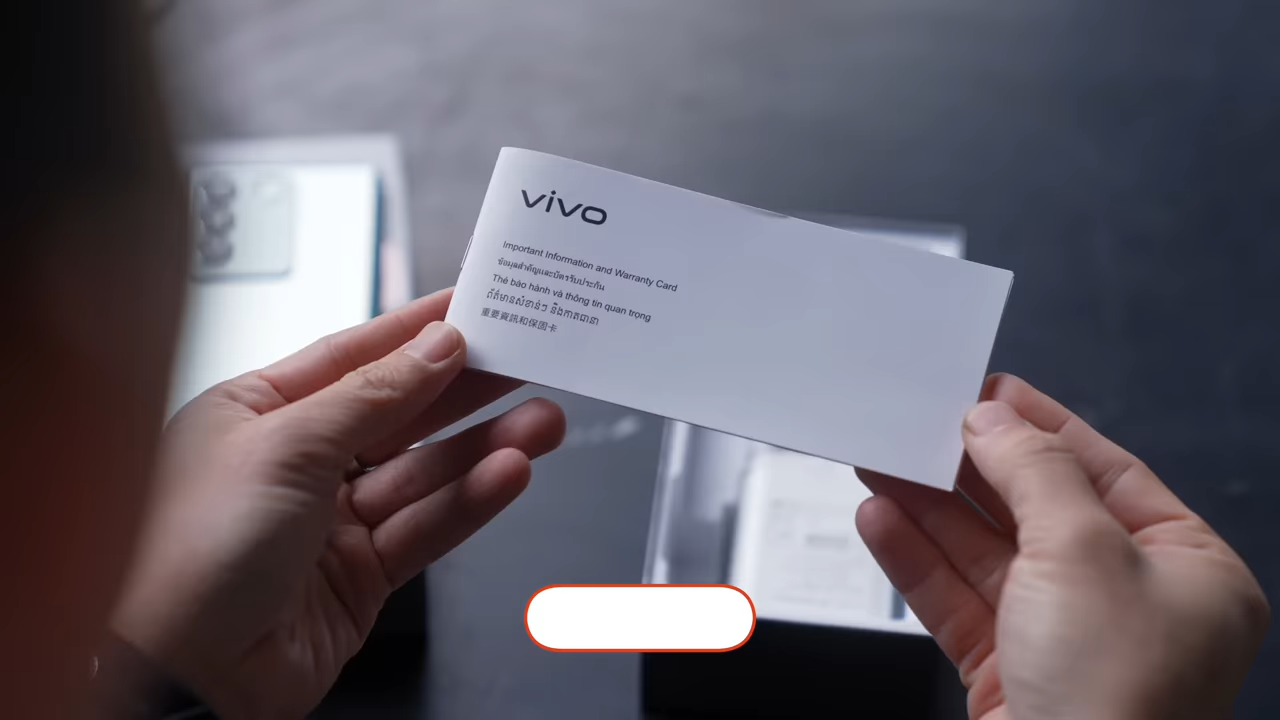 vivo
Important Information and Warranty Card
ข้อมูลสำคัญและบัตรรับประกัน
Thẻ bảo hành và thông tin quan trọng
ព័ត៌មានសំខាន់ៗ និងកាតធានា
重要資訊和保固卡